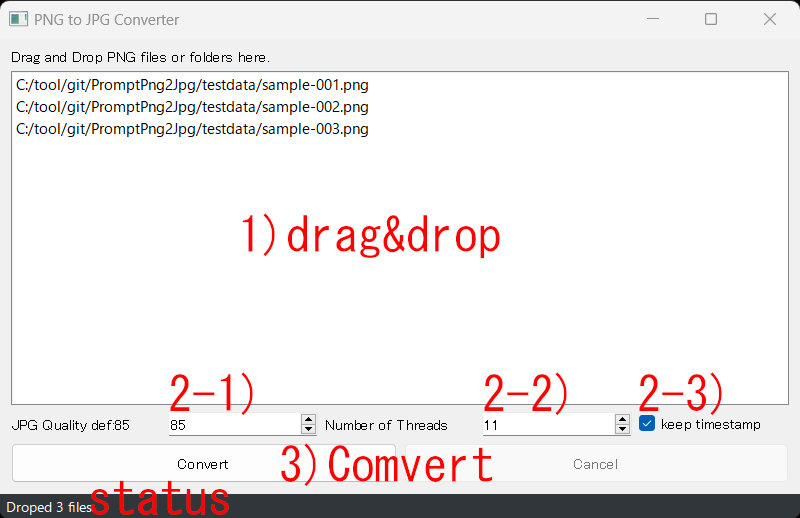 PNG to JPG Converter
Drag and Drop PNG files or folders here.
C:/tool/git/PromptPng2Jpg/testdata/sample-001.png
C:/tool/git/PromptPng2Jpg/testdata/sample-002.png
C:/tool/git/PromptPng2Jpg/testdata/sample-003.png
1)drag&drop
2-1) 2-2) 2-3)
JPG Quality def:85 85 Number of Threads 11 keep timestamp
Convert 3)Comvert Cancel
Droped 3 files status